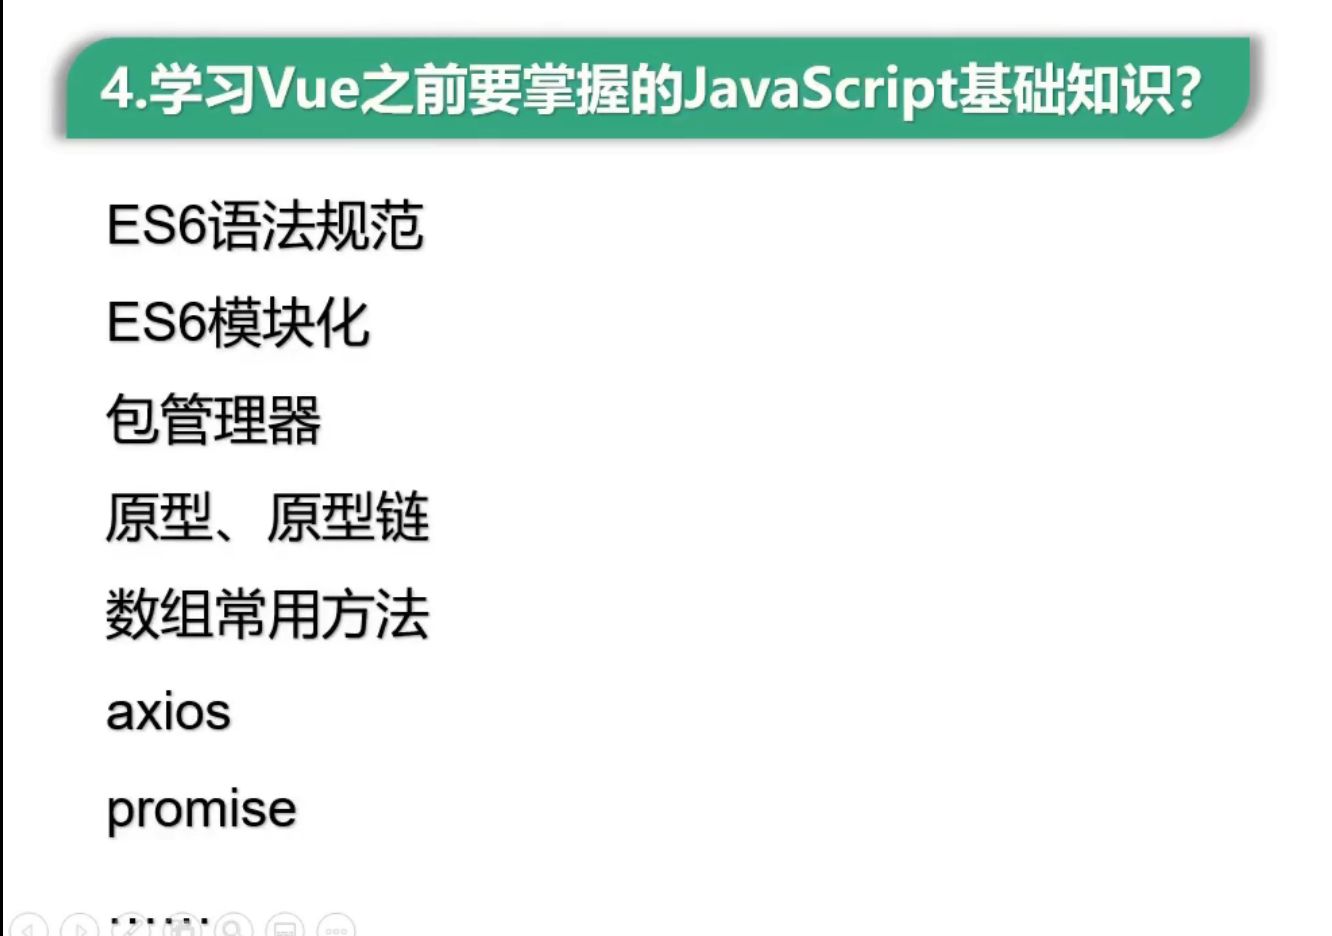 4.学习Vue之前要掌握的JavaScript基础知识?
ES6语法规范
ES6模块化
包管理器
原型、原型链
数组常用方法
axios
promise
……